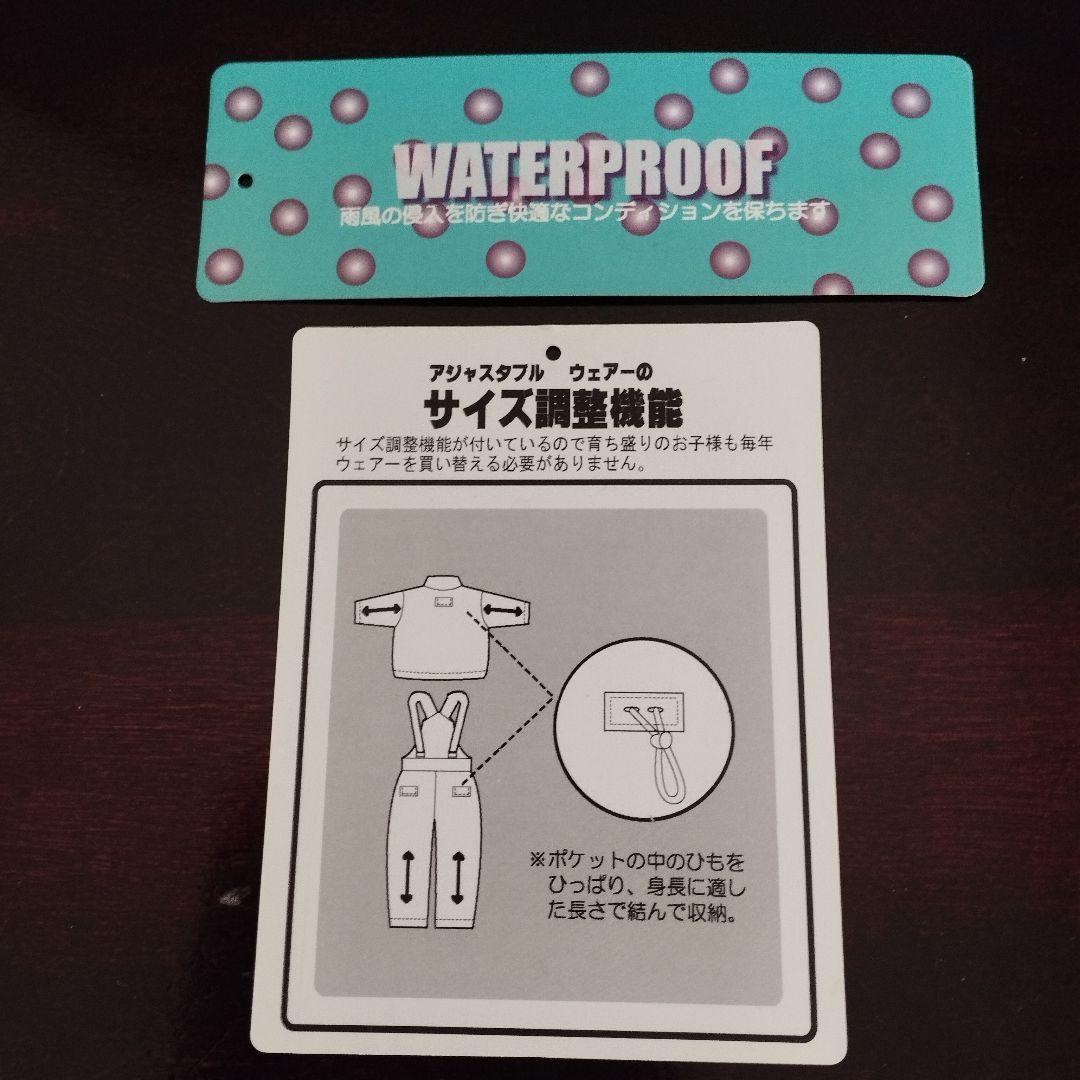 WATERPROOF
雨風の侵入を防ぎ快適なコンディションを保ちます
アジャスタブル ウェアーの
サイズ調整機能
サイズ調整機能が付いているので育ち盛りのお子様も毎年
ウェアーを買い替える必要がありません。
※ポケットの中のひもを
ひっぱり、身長に適し
た長さで結んで収納。